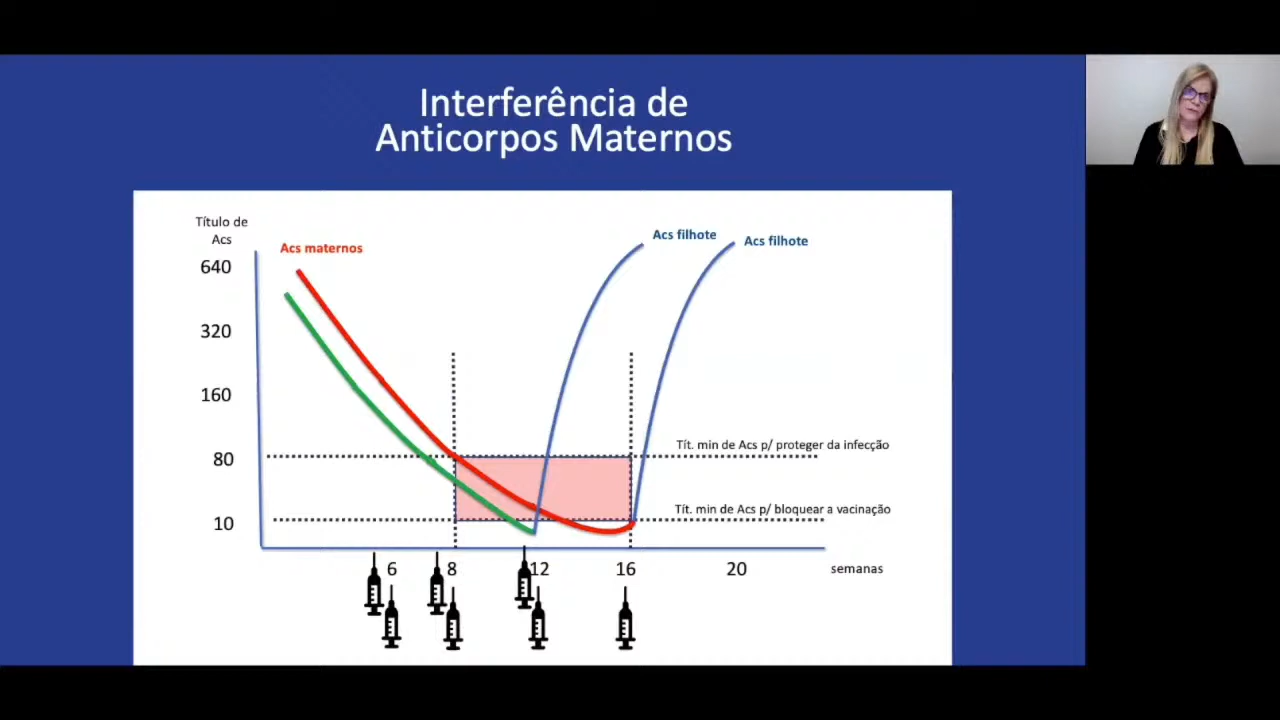 Interferência de
Anticorpos Maternos
Título de
Acs
Acs maternos
Acs filhote
Acs filhote
640
320
160
80
10
Tít. min de Acs p/ proteger da infecção
Tít. min de Acs p/ bloquear a vacinação
6
8
12
16
20
semanas